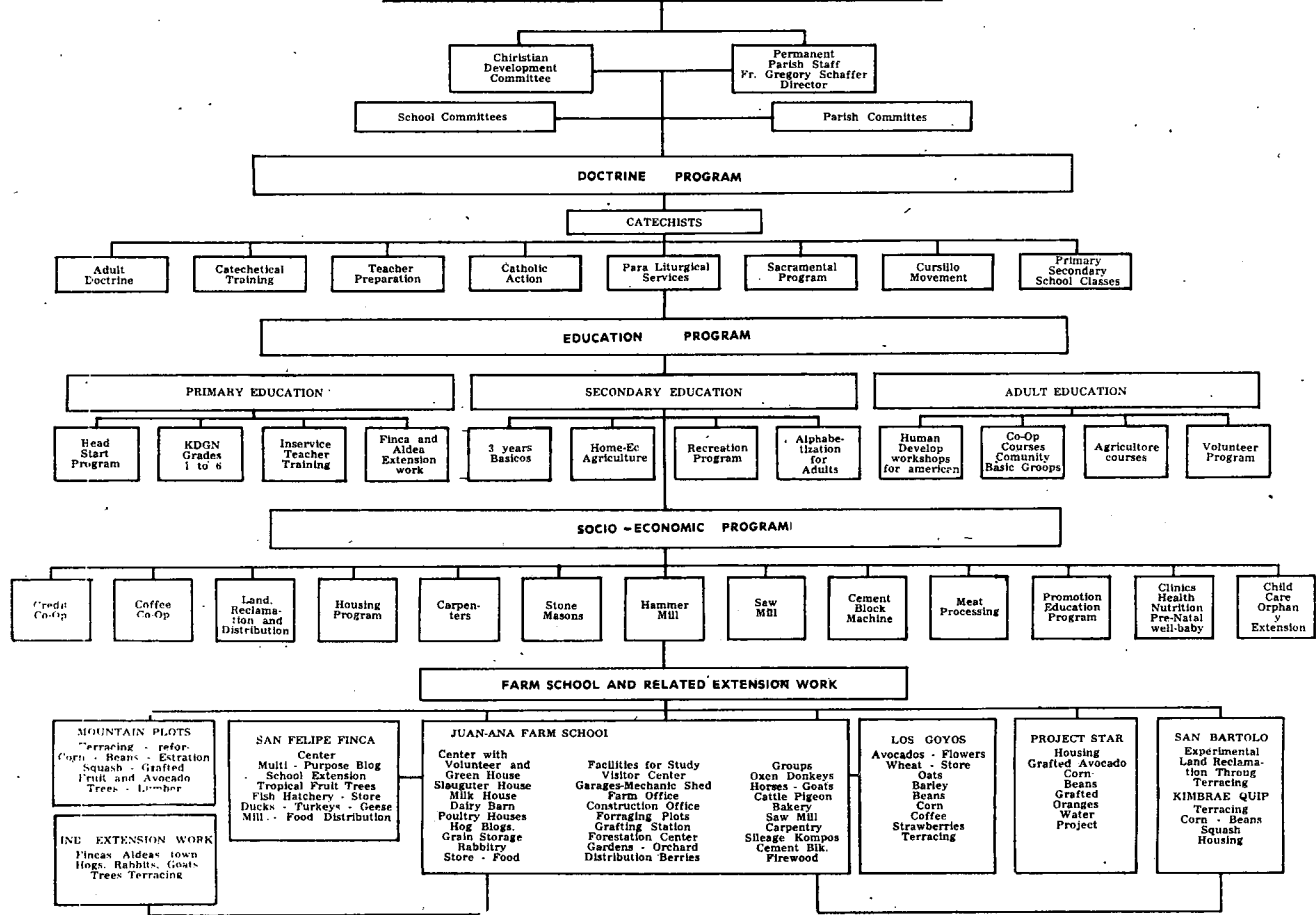 Chiristian
Development
Committee
Permanent
Parish Staff
Fr. Gregory Schaffer
Director
School Committees
Parish Committes
DOCTRINE PROGRAM
CATECHISTS
Adult
Doctrine
Catechetical
Training
Teacher
Preparation
Catholic
Action
Para Liturgical
Services
Sacramental
Program
Cursillo
Movement
Primary
Secondary
School Classes
EDUCATION PROGRAM
PRIMARY EDUCATION
SECONDARY EDUCATION
ADULT EDUCATION
Head
Start
Program
KDGN
Grades
1 to 6
Inservice
Teacher
Training
Finca and
Aldea
Extension
work
3 years
Basicos
Home-Ec
Agriculture
Recreation
Program
Alphabe-
tization
for
Adults
Human
Develop
workshops
for american
Co-Op
Courses
Comunity
Basic Groops
Agricultore
courses
Volunteer
Program
SOCIO - ECONOMIC PROGRAM
Credit
Co-Op
Coffee
Co-Op
Land.
Reclama-
tion and
Distribution
Housing
Program
Carpen-
ters
Stone
Masons
Hammer
Mill
Saw
Mill
Cement
Block
Machine
Meat
Processing
Promotion
Education
Program
Clinics
Health
Nutrition
Pre-Natal
well-baby
Child
Care
Orphan
y
Extension
FARM SCHOOL AND RELATED EXTENSION WORK
MOUNTAIN PLOTS
Terracing - refor-
Corn - Beans - Estration
Squash - Grafted
Fruit and Avocado
Trees - Lumber
IND EXTENSION WORK
Fincas Aldeas town
Hogs, Rabbits, Goats
Trees Terracing
SAN FELIPE FINCA
Center
Multi - Purpose Blog
School Extension
Tropical Fruit Trees
Fish Hatchery - Store
Ducks - Turkeys - Geese
Mill - Food Distribution
JUAN-ANA FARM SCHOOL
Center with
Volunteer and
Green House
Slauguter House
Milk House
Dairy Barn
Poultry Houses
Hog Blogs.
Grain Storage
Rabbitry
Store - Food
Facilities for Study
Visitor Center
Garages-Mechanic Shed
Farm Office
Construction Office
Forraging Plots
Grafting Station
Forestation Center
Gardens - Orchard
Distribution Berries
Groups
Oxen Donkeys
Horses - Goats
Cattle Pigeon
Bakery
Saw Mill
Carpentry
Sileage Kompos
Cement Blk.
Firewood
LOS GOYOS
Avocados - Flowers
Wheat - Store
Oats
Barley
Beans
Corn
Coffee
Strawberries
Terracing
PROJECT STAR
Housing
Grafted Avocado
Corn
Beans
Grafted
Oranges
Water
Project
SAN BARTOLO
Experimental
Land Reclama-
tion Throug
Terracing
KIMBRAE QUIP
Terracing
Corn - Beans
Squash
Housing